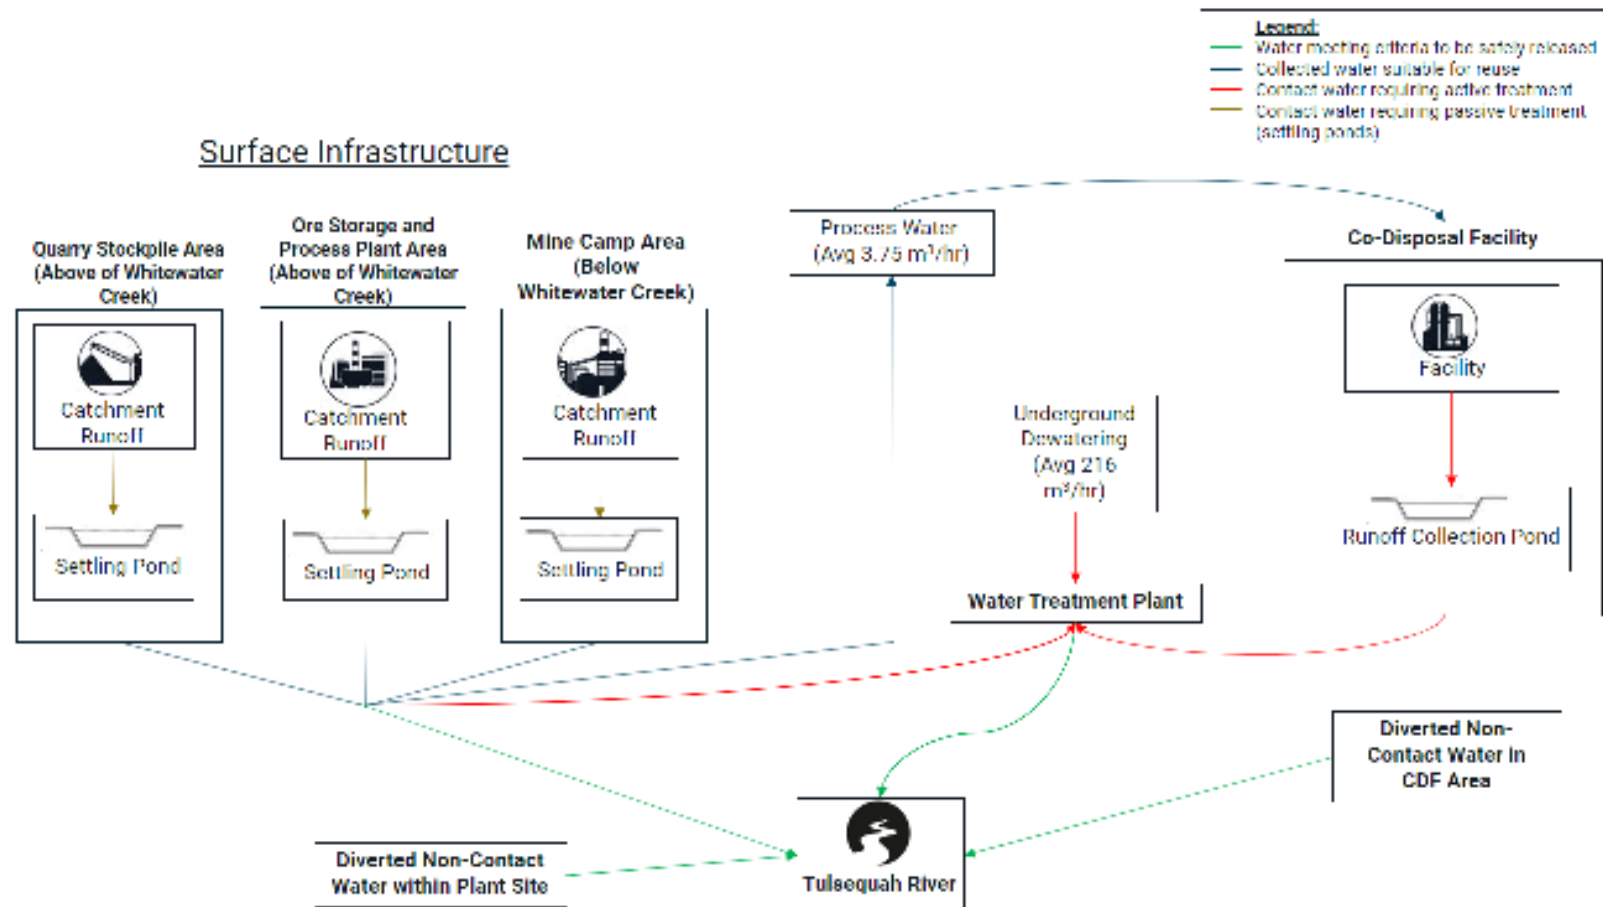 Legend:
Water meeting criteria to be safely released
Collected water suitable for reuse
Contact water requiring active treatment
Contact water requiring passive treatment
(settling ponds)
Surface Infrastructure
Quarry Stockpile Area
(Above of Whitewater
Creek)
Ore Storage and
Process Plant Area
(Above of Whitewater
Creek)
Mine Camp Area
(Below
Whitewater Creek)
Process Water
(Avg 3.75 m³/hr)
Co-Disposal Facility
Catchment
Runoff
Catchment
Runoff
Catchment
Runoff
Facility
Underground
Dewatering
(Avg 216
m³/hr)
Settling Pond
Settling Pond
Settling Pond
Runoff Collection Pond
Water Treatment Plant
Diverted Non-
Contact Water in
CDF Area
Diverted Non-Contact
Water within Plant Site
Tulsequah River